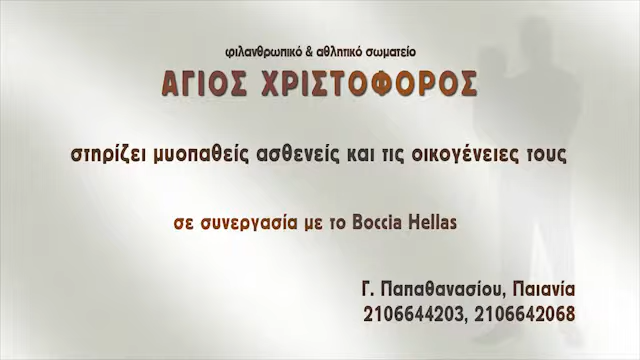 φιλανθρωπικό & αθλητικό σωματείο
ΑΓΙΟΣ ΧΡΙΣΤΟΦΟΡΟΣ
στηρίζει μυοπαθείς ασθενείς και τις οικογένειες τους
σε συνεργασία με το Boccia Hellas
Γ. Παπαθανασίου, Παιανία
2106644203, 2106642068